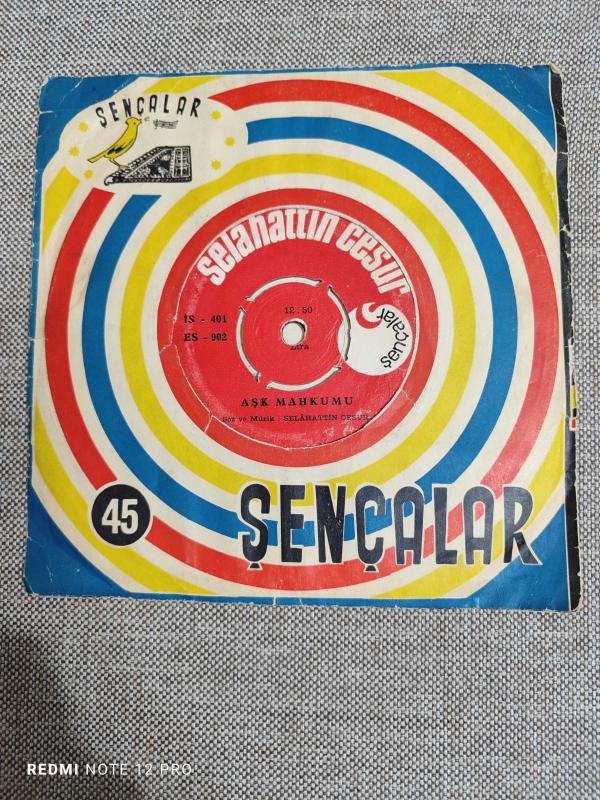 ŞENÇALAR
selahattin cesur
12.50
İS - 401
ES - 902
Lira
şençalar
AŞK MAHKUMU
Söz ve Müzik : SELÂHATTİN CESUR
45
ŞENÇALAR
REDMI NOTE 12 PRO